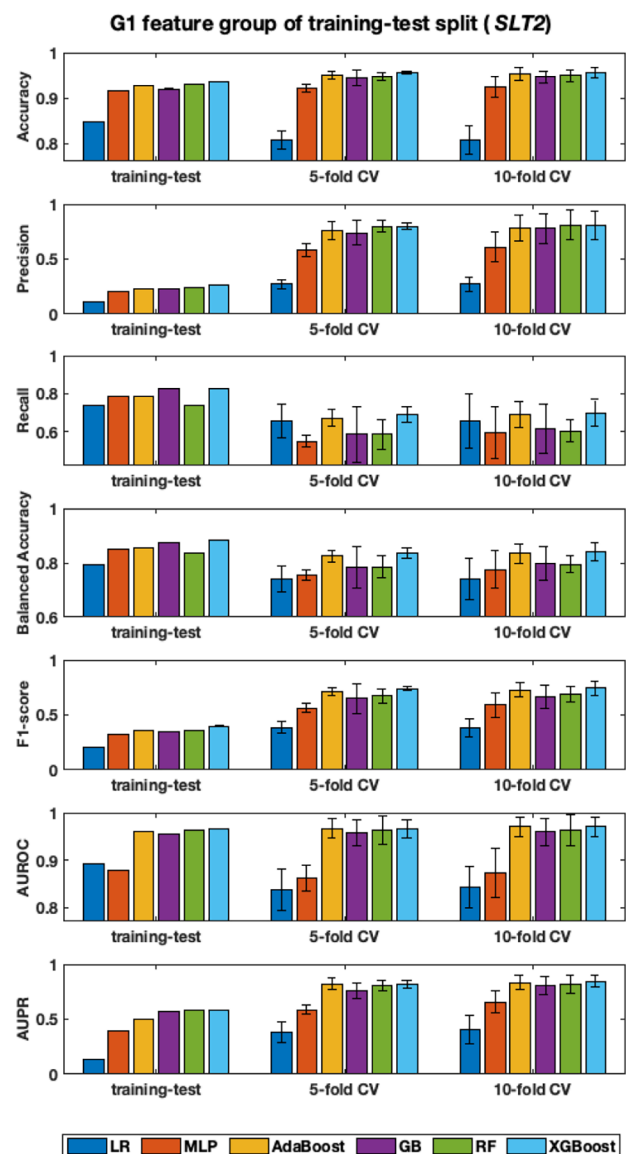 G1 feature group of training-test split ( SLT2)
Accuracy
1
0.9
0.8
training-test 5-fold CV 10-fold CV
Precision
1
0.5
0
training-test 5-fold CV 10-fold CV
Recall
1
0.8
0.6
training-test 5-fold CV 10-fold CV
Balanced Accuracy
1
0.8
0.6
training-test 5-fold CV 10-fold CV
F1-score
1
0.5
0
training-test 5-fold CV 10-fold CV
AUROC
1
0.9
0.8
training-test 5-fold CV 10-fold CV
AUPR
1
0.5
0
training-test 5-fold CV 10-fold CV
LR MLP AdaBoost GB RF XGBoost